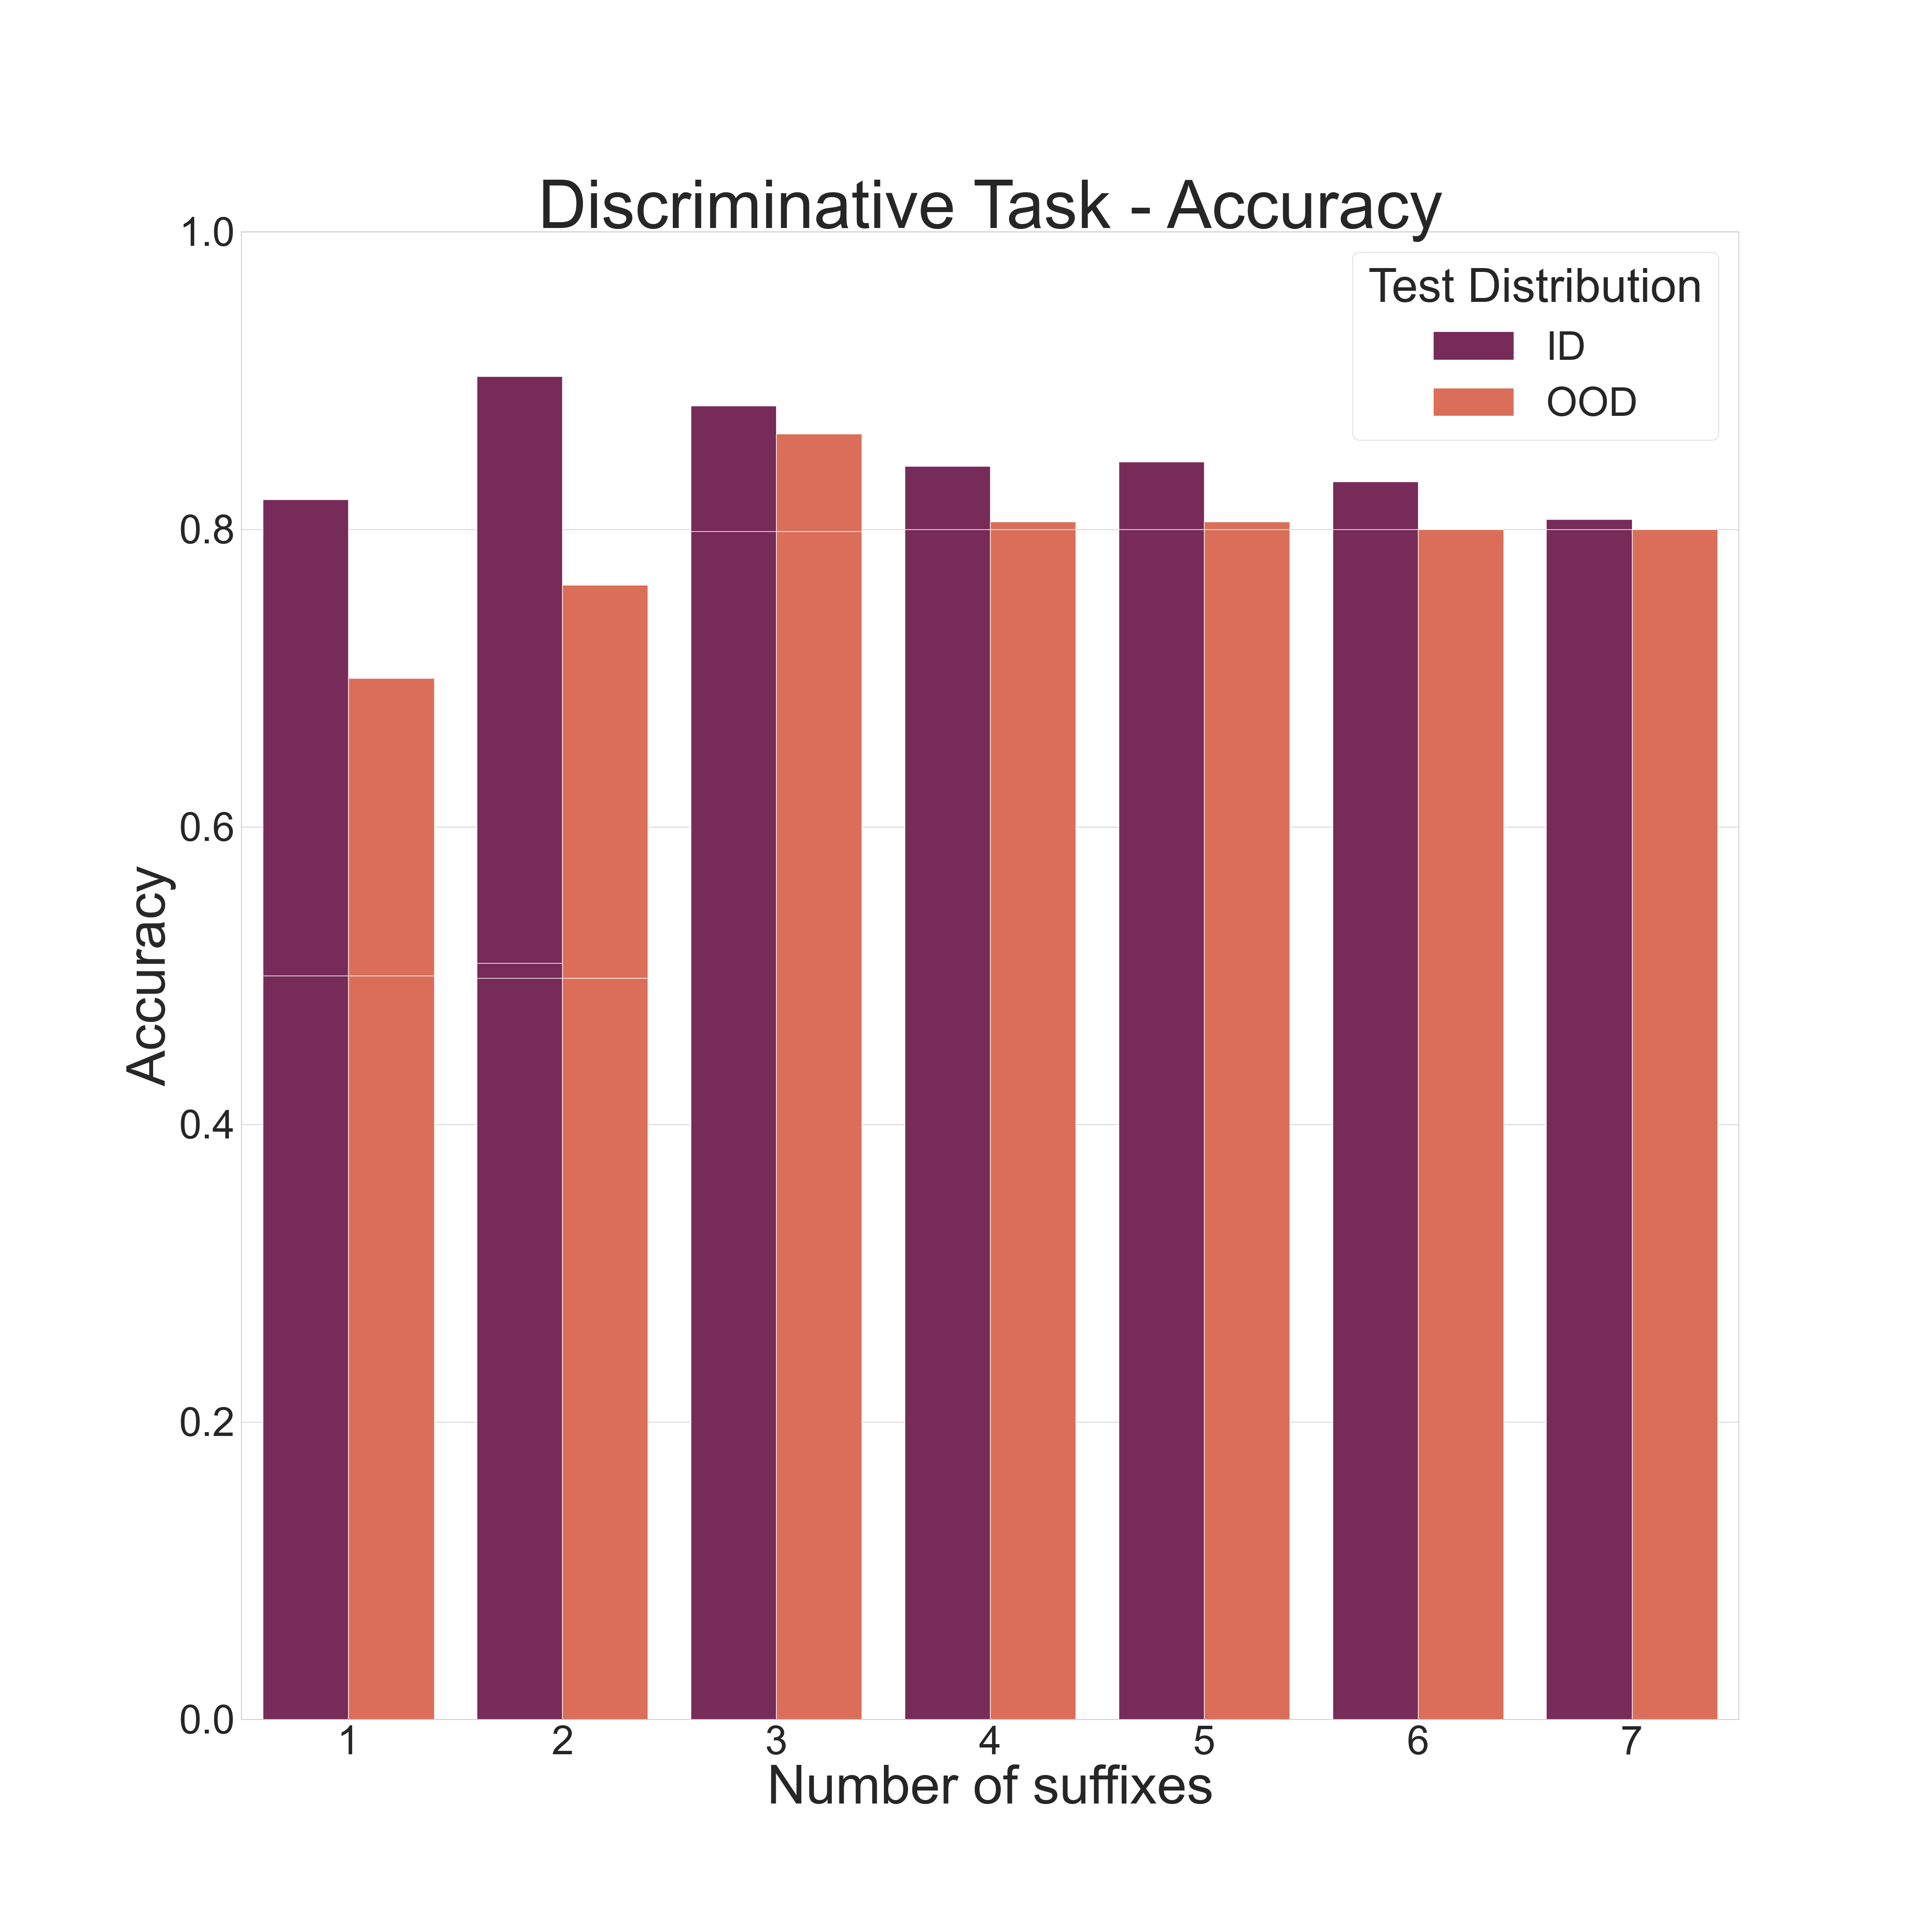 Discriminative Task - Accuracy
1.0
Test Distribution
ID
OOD
0.8
0.6
Accuracy
0.4
0.2
0.0
1 2 3 4 5 6 7
Number of suffixes